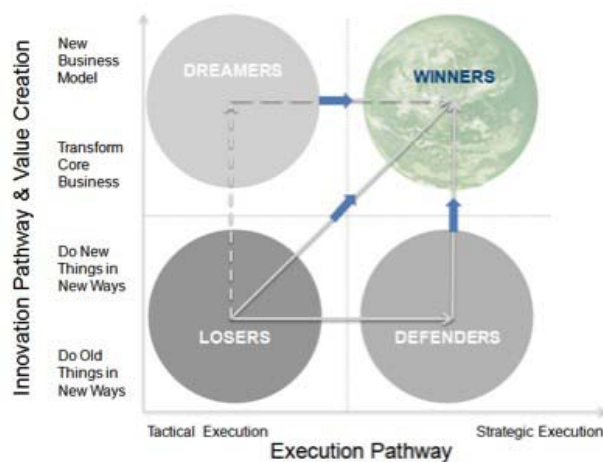 Innovation Pathway & Value Creation
New
Business
Model
Transform
Core
Business
Do New
Things in
New Ways
Do Old
Things in
New Ways
DREAMERS
WINNERS
LOSERS
DEFENDERS
Tactical Execution
Strategic Execution
Execution Pathway